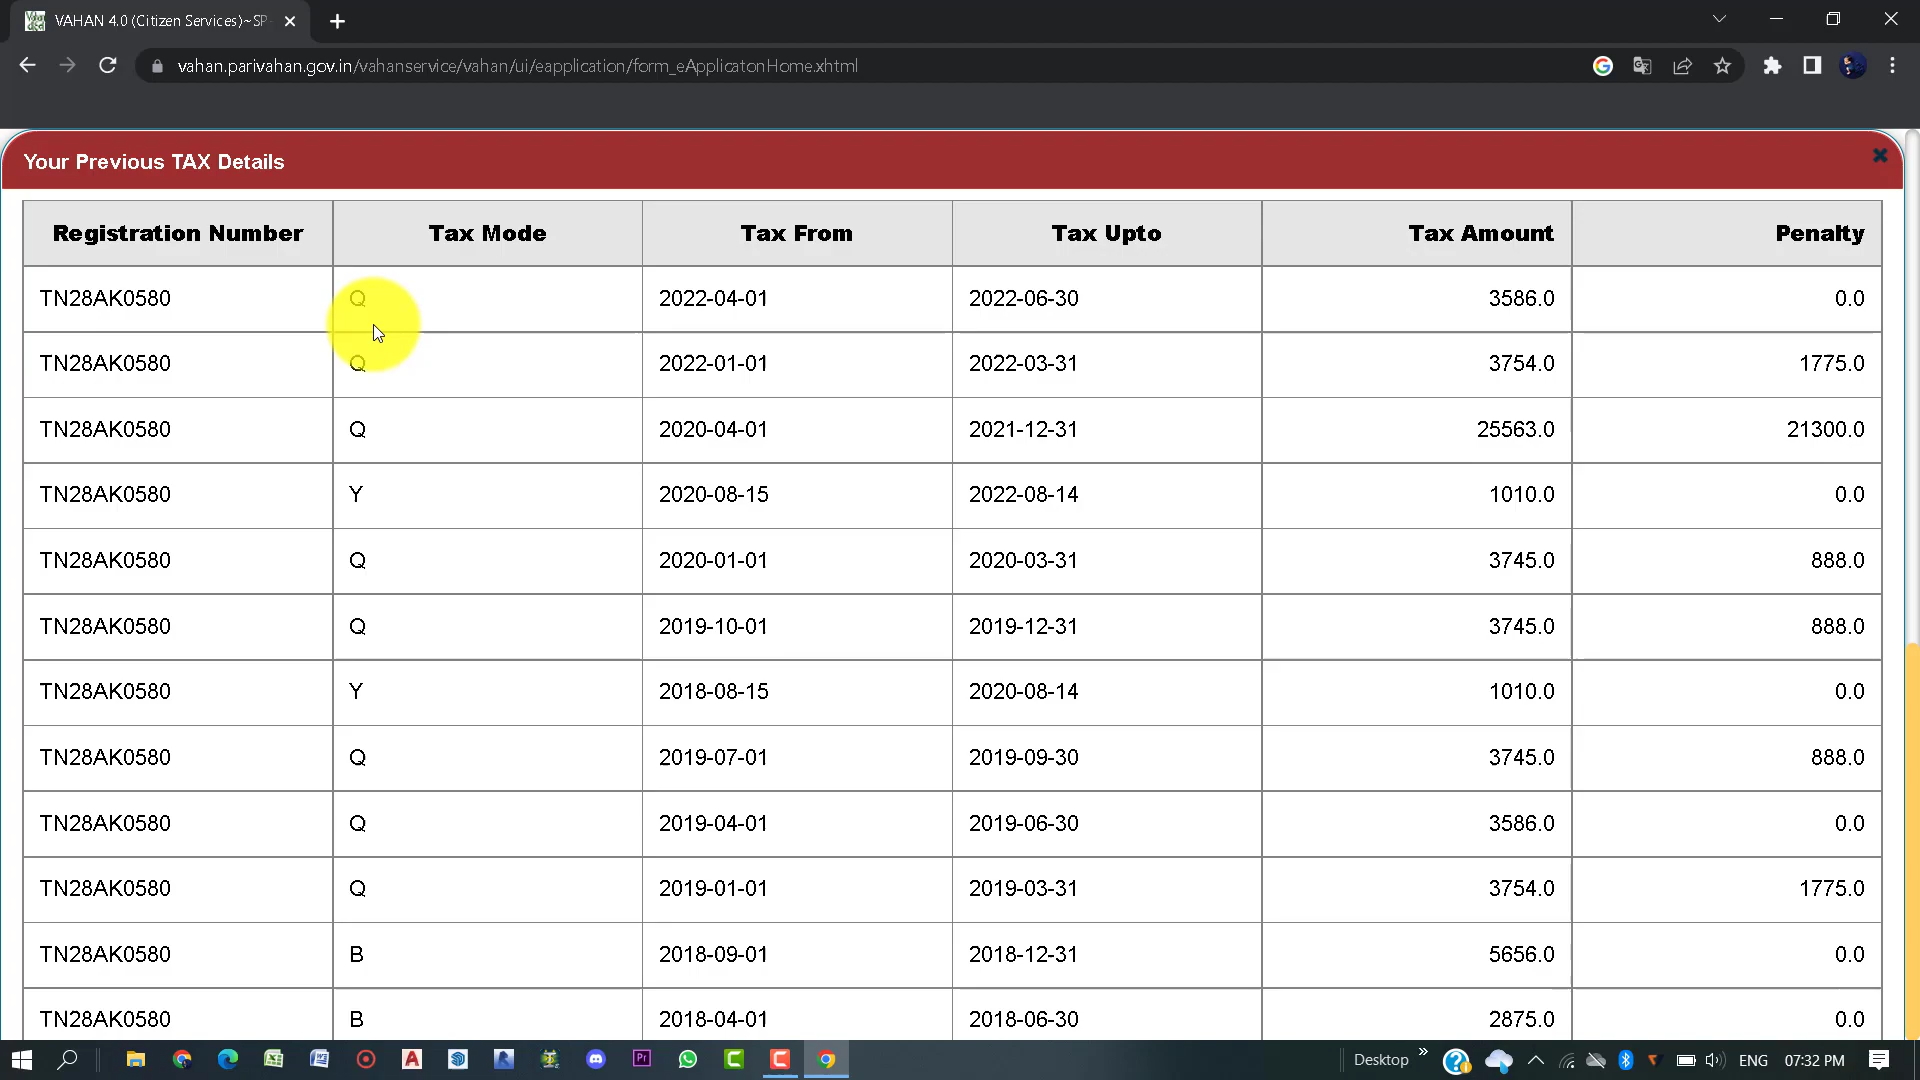 VAHAN 4.0 (Citizen Services)~SP-
vahan.parivahan.gov.in/vahanservice/vahan/ui/eapplication/form_eApplicatonHome.xhtml
Your Previous TAX Details
Registration Number Tax Mode Tax From Tax Upto Tax Amount Penalty
TN28AK0580 Q 2022-04-01 2022-06-30 3586.0 0.0
TN28AK0580 Q 2022-01-01 2022-03-31 3754.0 1775.0
TN28AK0580 Q 2020-04-01 2021-12-31 25563.0 21300.0
TN28AK0580 Y 2020-08-15 2022-08-14 1010.0 0.0
TN28AK0580 Q 2020-01-01 2020-03-31 3745.0 888.0
TN28AK0580 Q 2019-10-01 2019-12-31 3745.0 888.0
TN28AK0580 Y 2018-08-15 2020-08-14 1010.0 0.0
TN28AK0580 Q 2019-07-01 2019-09-30 3745.0 888.0
TN28AK0580 Q 2019-04-01 2019-06-30 3586.0 0.0
TN28AK0580 Q 2019-01-01 2019-03-31 3754.0 1775.0
TN28AK0580 B 2018-09-01 2018-12-31 5656.0 0.0
TN28AK0580 B 2018-04-01 2018-06-30 2875.0 0.0
Desktop ENG 07:32 PM